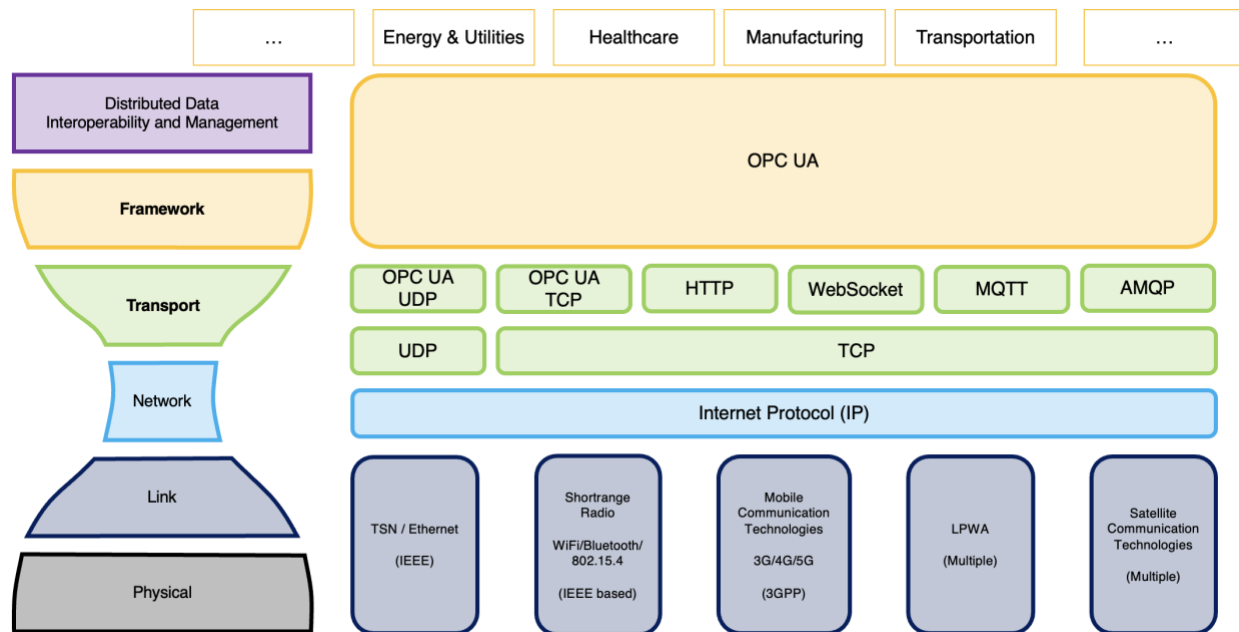 …
Energy & Utilities
Healthcare
Manufacturing
Transportation
…
Distributed Data
Interoperability and Management
OPC UA
Framework
Transport
OPC UA
UDP
OPC UA
TCP
HTTP
WebSocket
MQTT
AMQP
UDP
TCP
Network
Internet Protocol (IP)
Link
TSN / Ethernet
(IEEE)
Shortrange
Radio
WiFi/Bluetooth/
802.15.4
(IEEE based)
Mobile
Communication
Technologies
3G/4G/5G
(3GPP)
LPWA
(Multiple)
Satellite
Communication
Technologies
(Multiple)
Physical